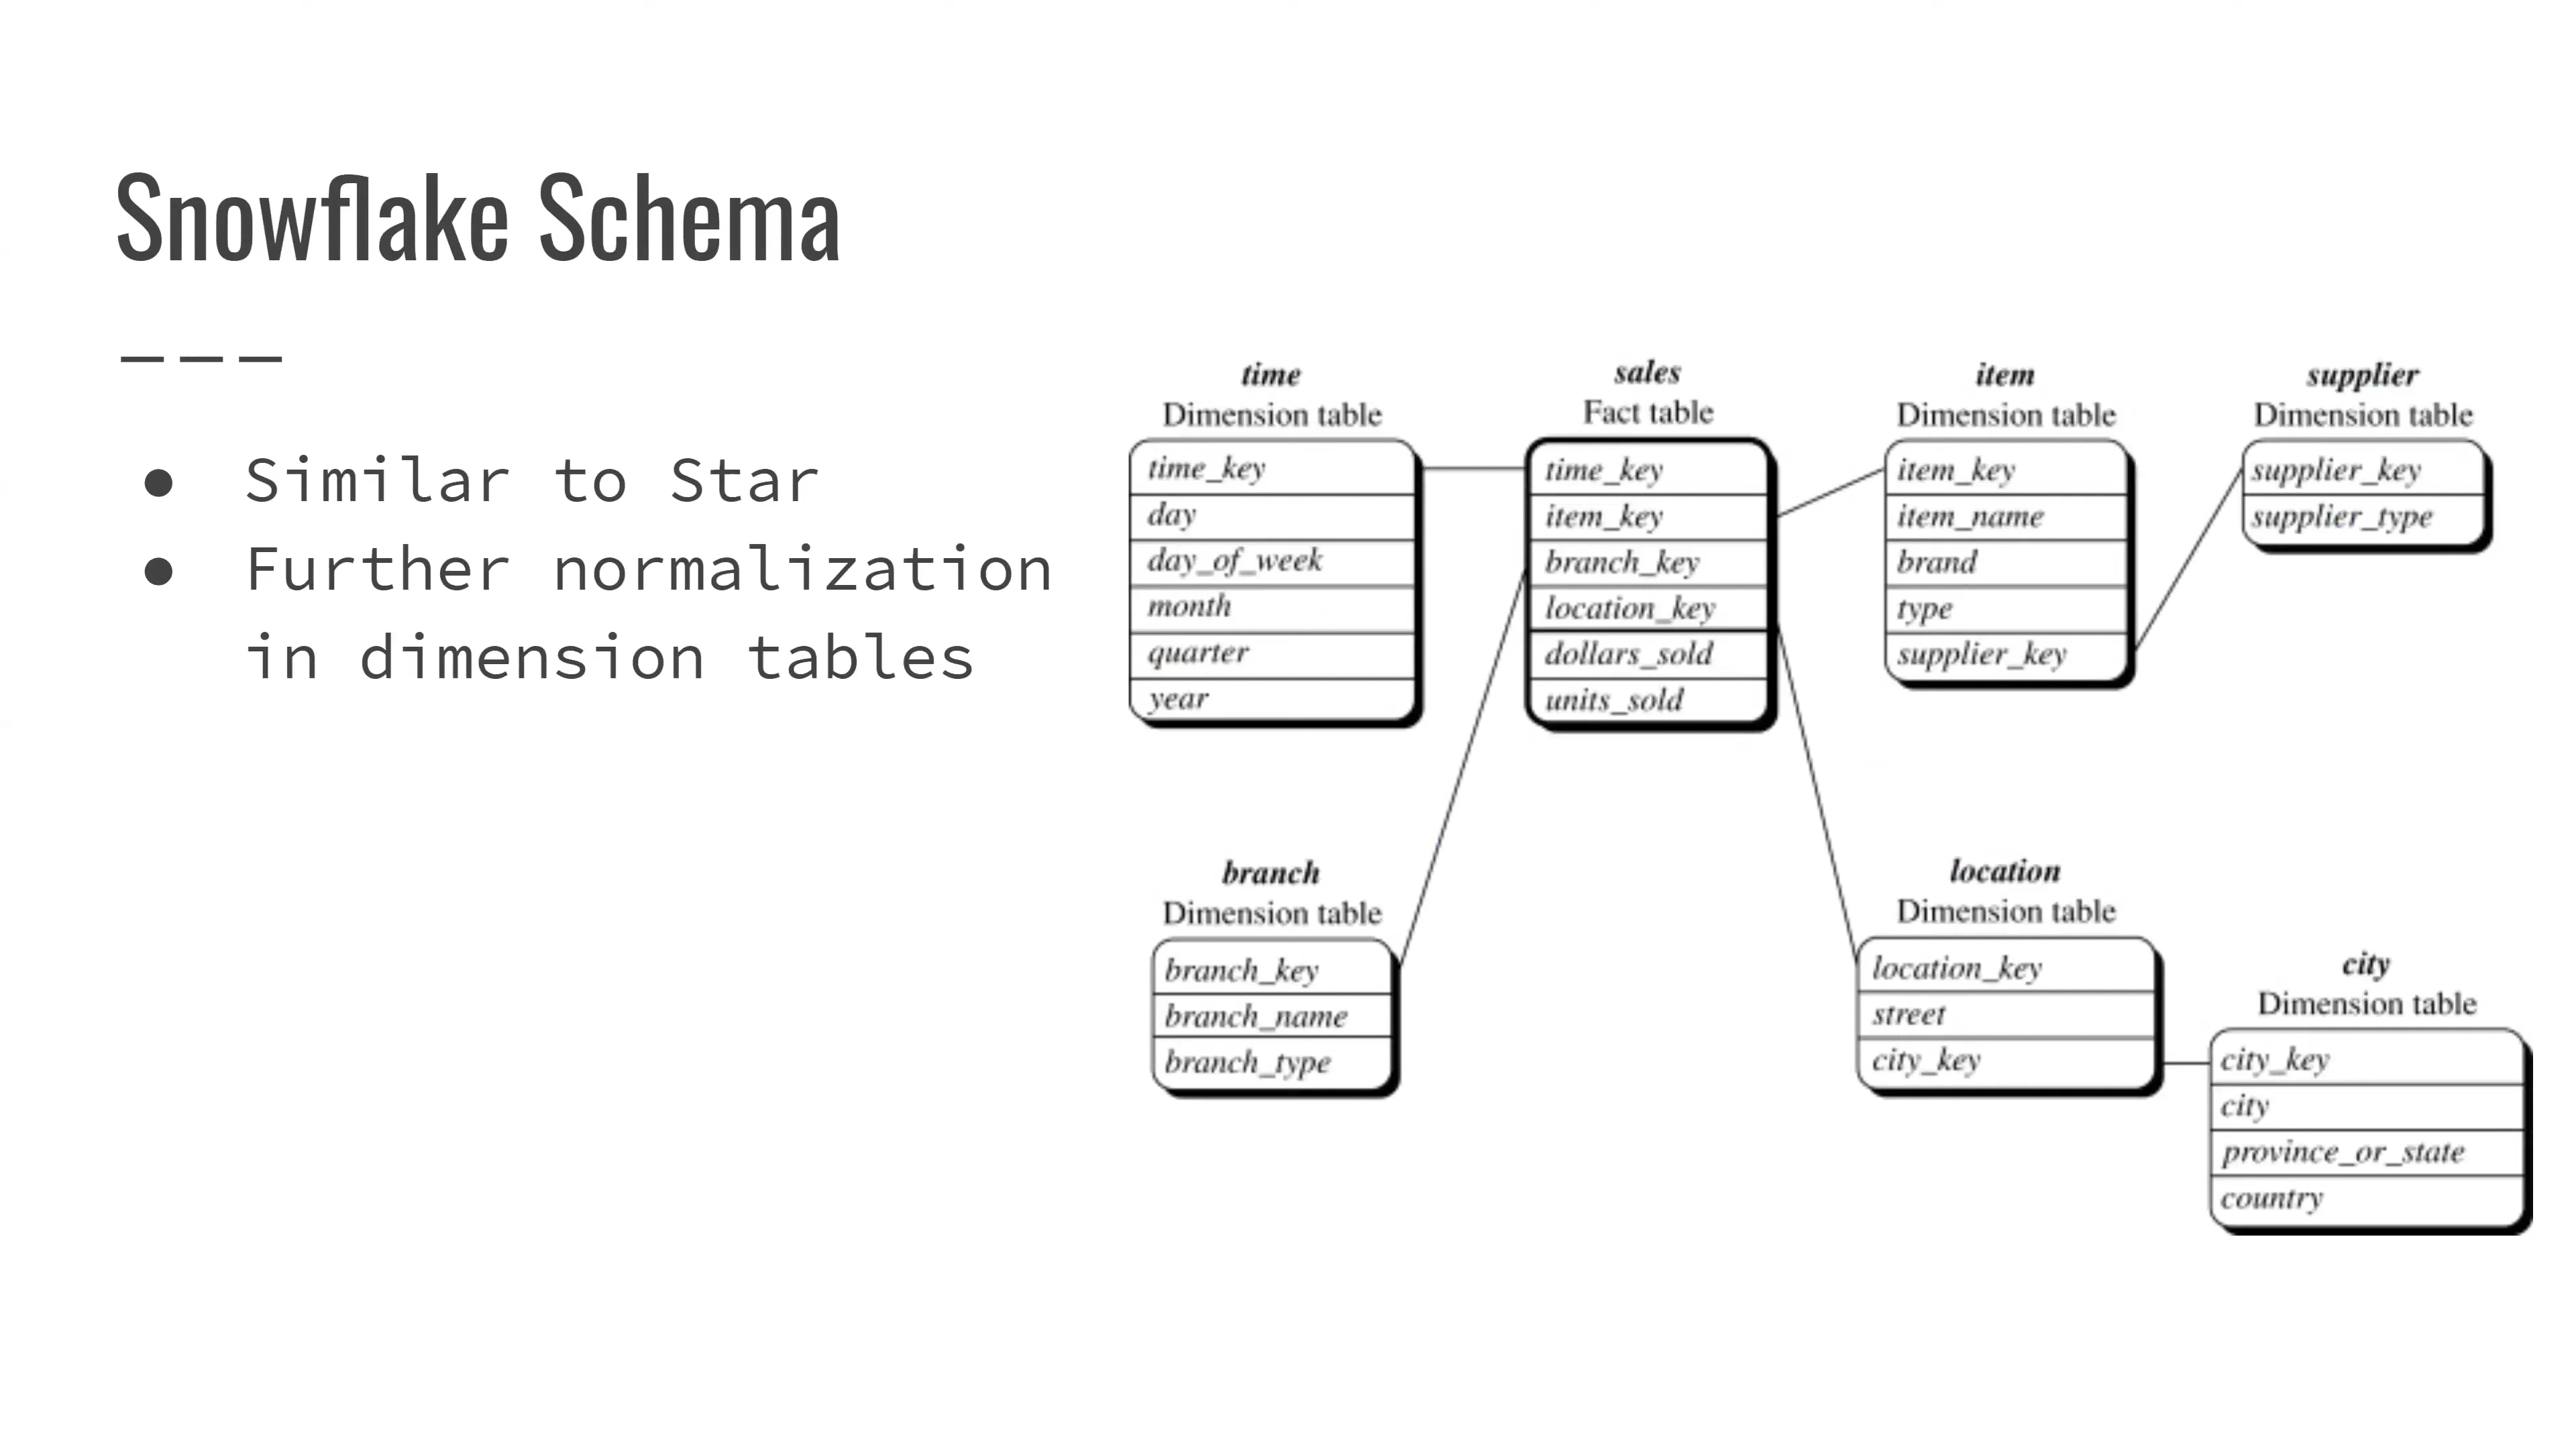 Snowflake Schema
● Similar to Star
● Further normalization
in dimension tables
time
Dimension table
time_key
day
day_of_week
month
quarter
year
sales
Fact table
time_key
item_key
branch_key
location_key
dollars_sold
units_sold
item
Dimension table
item_key
item_name
brand
type
supplier_key
supplier
Dimension table
supplier_key
supplier_type
branch
Dimension table
branch_key
branch_name
branch_type
location
Dimension table
location_key
street
city_key
city
Dimension table
city_key
city
province_or_state
country